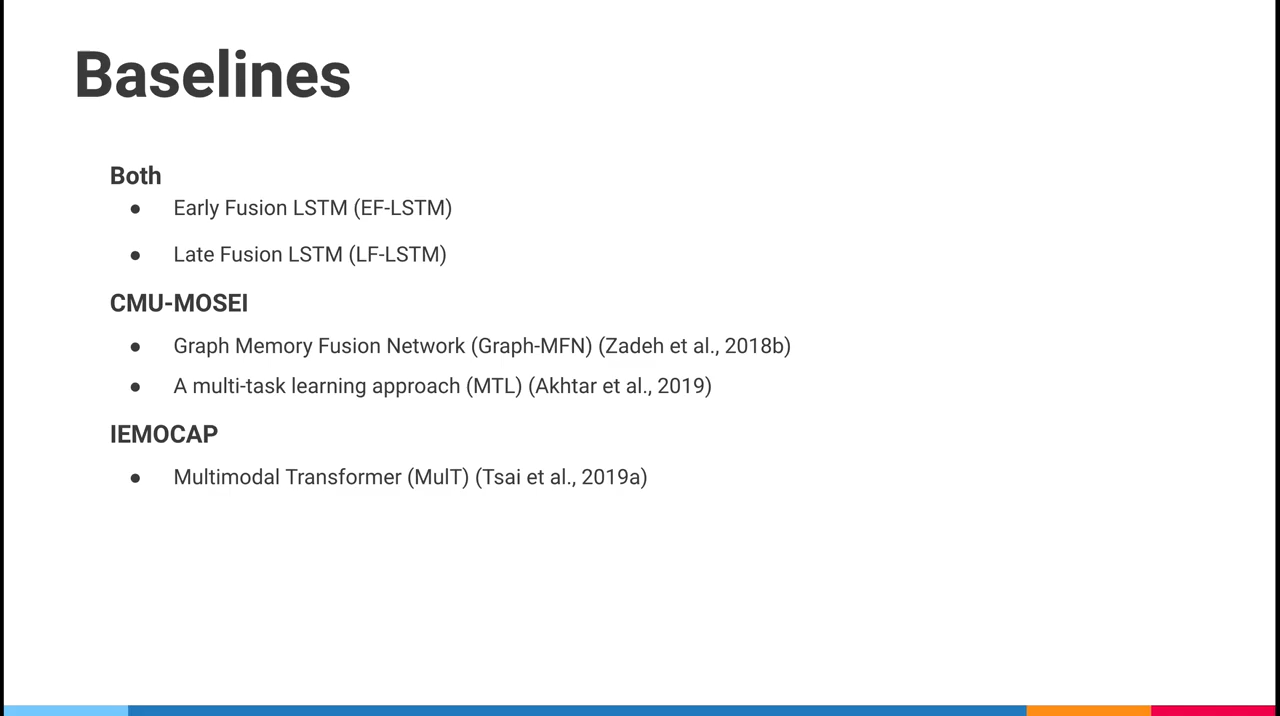 Baselines
Both
● Early Fusion LSTM (EF-LSTM)
● Late Fusion LSTM (LF-LSTM)
CMU-MOSEI
● Graph Memory Fusion Network (Graph-MFN) (Zadeh et al., 2018b)
● A multi-task learning approach (MTL) (Akhtar et al., 2019)
IEMOCAP
● Multimodal Transformer (MulT) (Tsai et al., 2019a)